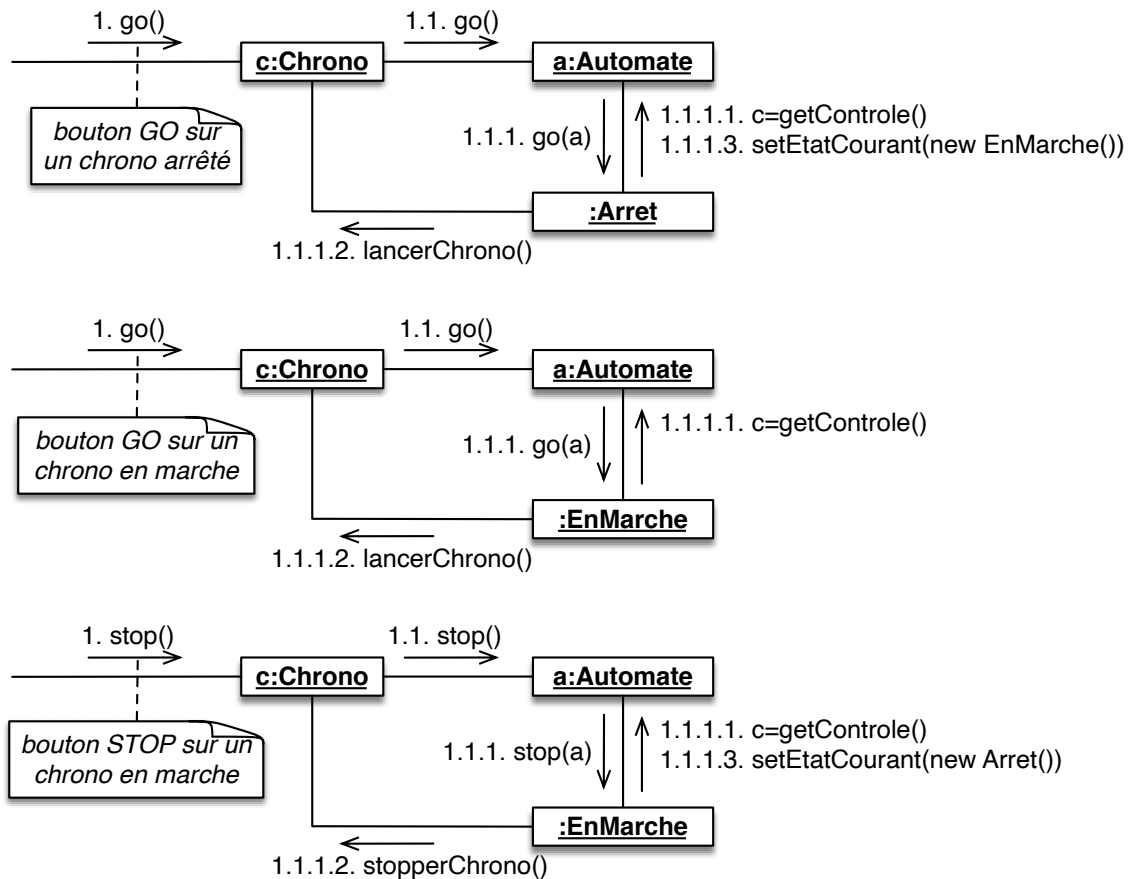 1. go()
1.1. go()
c:Chrono
a:Automate
bouton GO sur
un chrono arrêté
1.1.1. go(a)
1.1.1.1. c=getControle()
1.1.1.3. setEtatCourant(new EnMarche())
:Arret
1.1.1.2. lancerChrono()
1. go()
1.1. go()
c:Chrono
a:Automate
bouton GO sur un
chrono en marche
1.1.1. go(a)
1.1.1.1. c=getControle()
:EnMarche
1.1.1.2. lancerChrono()
1. stop()
1.1. stop()
c:Chrono
a:Automate
bouton STOP sur un
chrono en marche
1.1.1. stop(a)
1.1.1.1. c=getControle()
1.1.1.3. setEtatCourant(new Arret())
:EnMarche
1.1.1.2. stopperChrono()